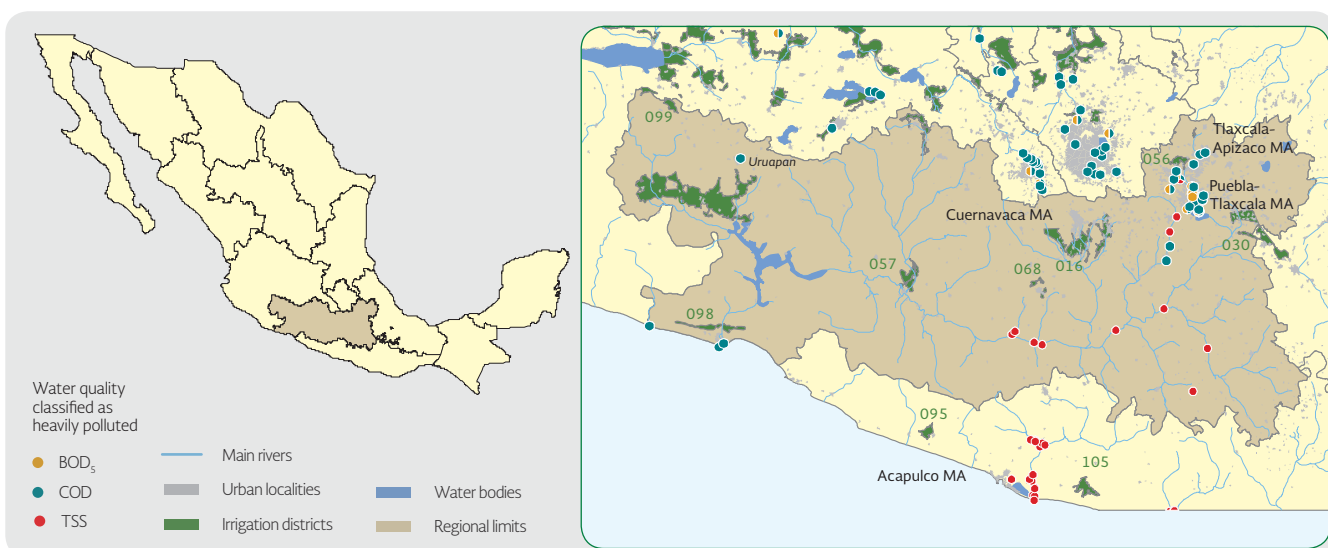 Water quality
classified as
heavily polluted
BOD₅
COD
TSS
Main rivers
Urban localities
Irrigation districts
Water bodies
Regional limits
099
Uruapan
Tlaxcala-
Apizaco MA
056
Puebla-
Tlaxcala MA
Cuernavaca MA
030
057
068
016
098
095
Acapulco MA
105